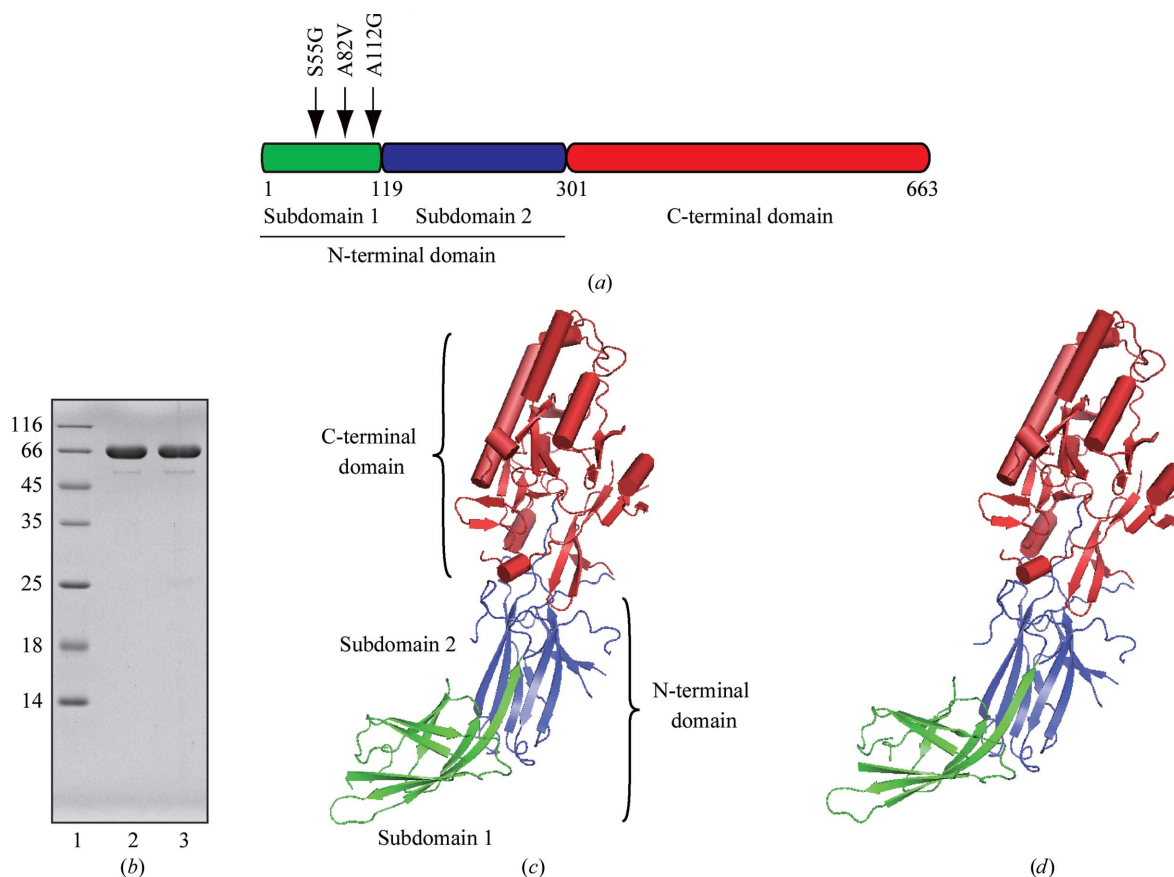 S55G A82V A112G
1 119 301 663
Subdomain 1 Subdomain 2 C-terminal domain
N-terminal domain
(a)
116
66
45
35
25
18
14
1 2 3
(b)
C-terminal
domain
Subdomain 2
N-terminal
domain
Subdomain 1
(c)
(d)